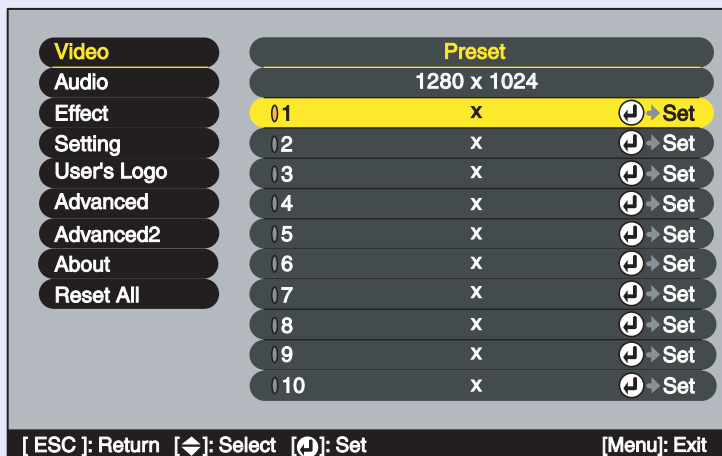 Video
Audio
Effect
Setting
User's Logo
Advanced
Advanced2
About
Reset All
Preset
1280 x 1024
1 x Set
2 x Set
3 x Set
4 x Set
5 x Set
6 x Set
7 x Set
8 x Set
9 x Set
10 x Set
[ ESC ]: Return [ ]: Select [ ]: Set [Menu]: Exit